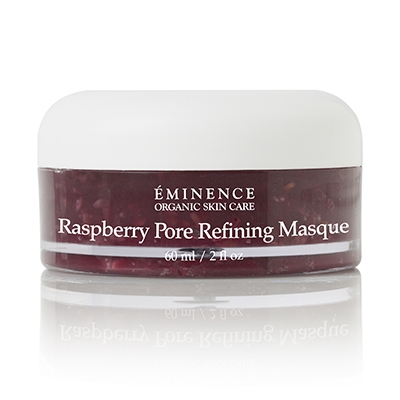 ÉMINENCE
ORGANIC SKIN CARE
Raspberry Pore Refining Masque
60 ml / 2 fl oz